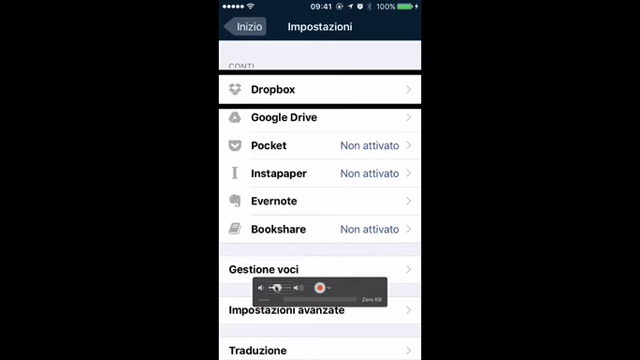 09:41 100%
Inizio Impostazioni
CONTI
Dropbox
Google Drive
Pocket Non attivato
Instapaper Non attivato
Evernote
Bookshare Non attivato
Gestione voci
Zero KB
Impostazioni avanzate
Traduzione